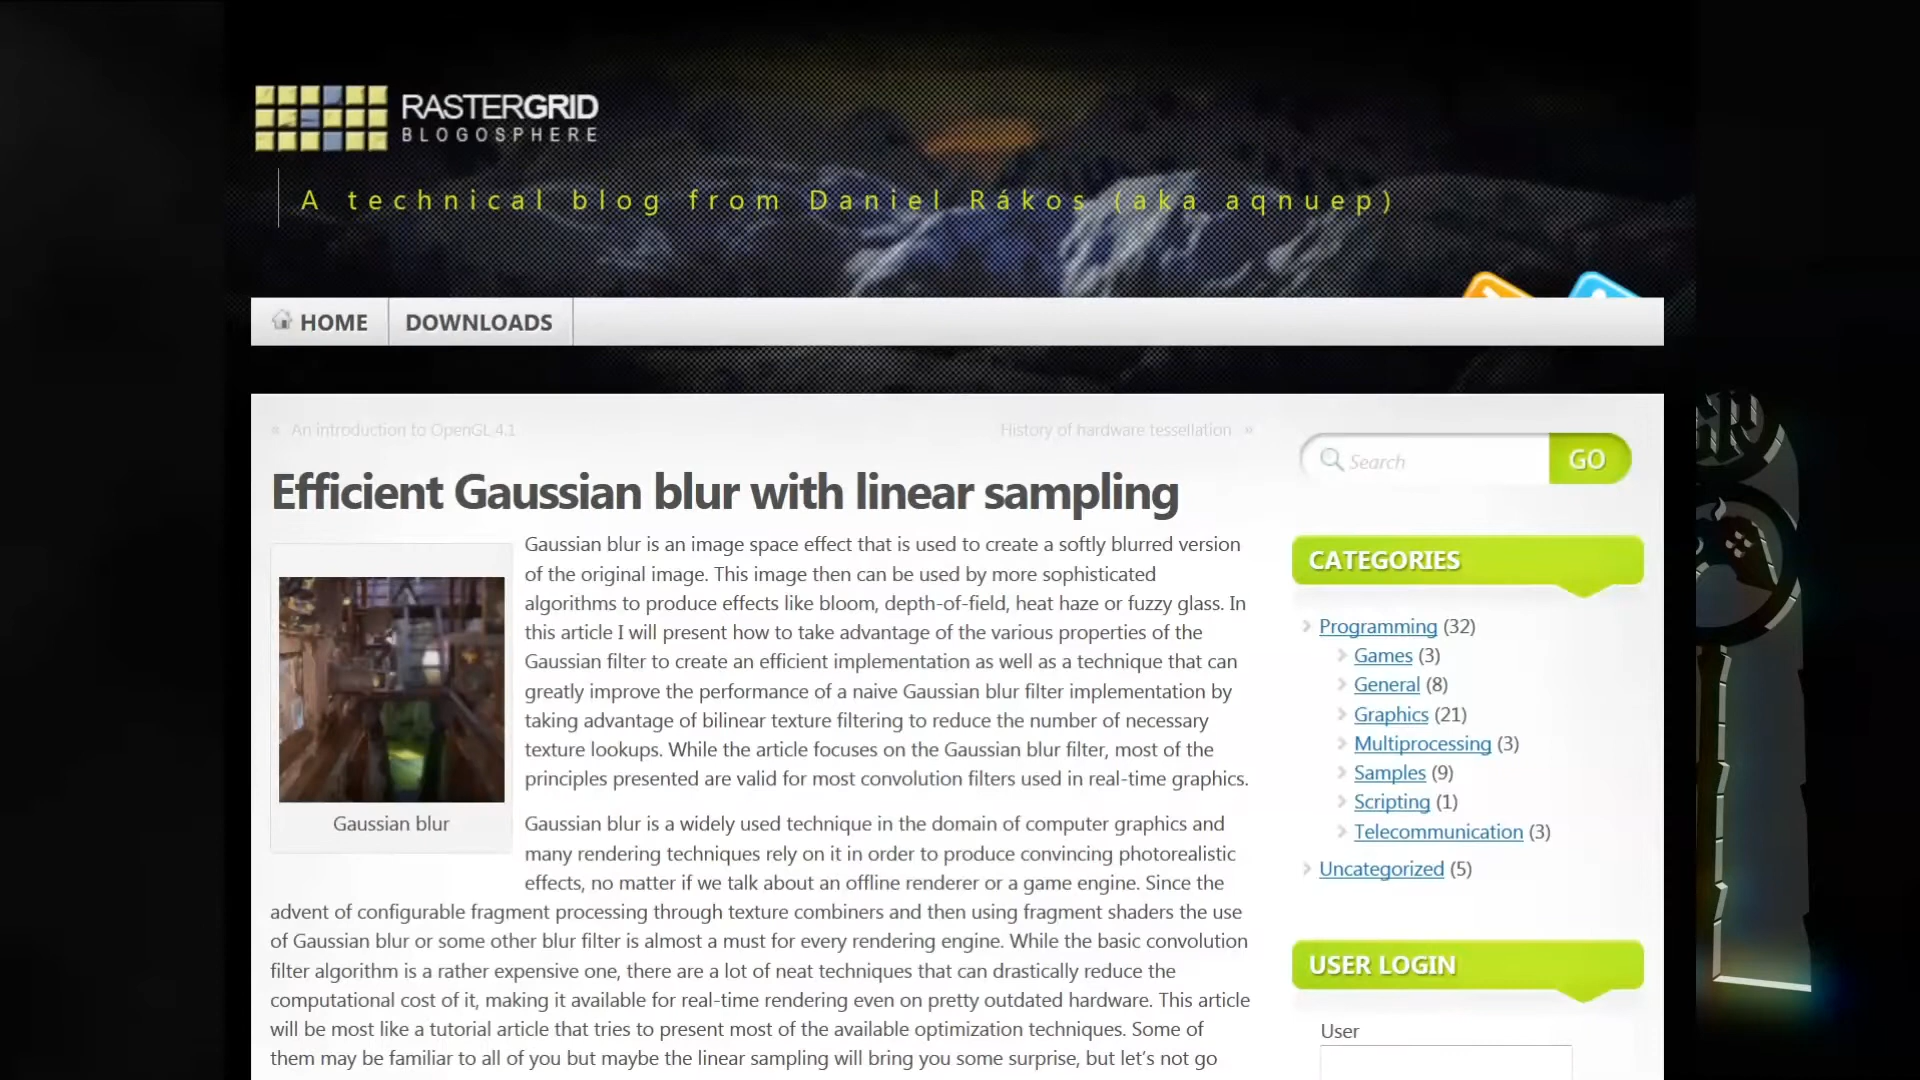 RASTERGRID
BLOGOSPHERE
A technical blog from Daniel Rákos (aka aqnuep)
HOME
DOWNLOADS
« An introduction to OpenGL 4.1
History of hardware tessellation »
Efficient Gaussian blur with linear sampling
Gaussian blur is an image space effect that is used to create a softly blurred version
of the original image. This image then can be used by more sophisticated
algorithms to produce effects like bloom, depth-of-field, heat haze or fuzzy glass. In
this article I will present how to take advantage of the various properties of the
Gaussian filter to create an efficient implementation as well as a technique that can
greatly improve the performance of a naive Gaussian blur filter implementation by
taking advantage of bilinear texture filtering to reduce the number of necessary
texture lookups. While the article focuses on the Gaussian blur filter, most of the
principles presented are valid for most convolution filters used in real-time graphics.
Gaussian blur
Gaussian blur is a widely used technique in the domain of computer graphics and
many rendering techniques rely on it in order to produce convincing photorealistic
effects, no matter if we talk about an offline renderer or a game engine. Since the
advent of configurable fragment processing through texture combiners and then using fragment shaders the use
of Gaussian blur or some other blur filter is almost a must for every rendering engine. While the basic convolution
filter algorithm is a rather expensive one, there are a lot of neat techniques that can drastically reduce the
computational cost of it, making it available for real-time rendering even on pretty outdated hardware. This article
will be most like a tutorial article that tries to present most of the available optimization techniques. Some of
them may be familiar to all of you but maybe the linear sampling will bring you some surprise, but let's not go
Search
GO
CATEGORIES
Programming (32)
Games (3)
General (8)
Graphics (21)
Multiprocessing (3)
Samples (9)
Scripting (1)
Telecommunication (3)
Uncategorized (5)
USER LOGIN
User